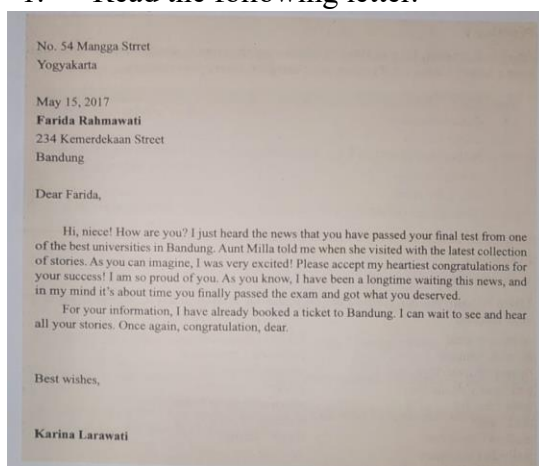 1. Read the following letter.
No. 54 Mangga Strret
Yogyakarta
May 15, 2017
Farida Rahmawati
234 Kemerdekaan Street
Bandung
Dear Farida,
Hi, niece! How are you? I just heard the news that you have passed your final test from one
of the best universities in Bandung. Aunt Milla told me when she visited with the latest collection
of stories. As you can imagine, I was very excited! Please accept my heartiest congratulations for
your success! I am so proud of you. As you know, I have been a longtime waiting this news, and
in my mind it's about time you finally passed the exam and got what you deserved.
For your information, I have already booked a ticket to Bandung. I can wait to see and hear
all your stories. Once again, congratulation, dear.
Best wishes,
Karina Larawati